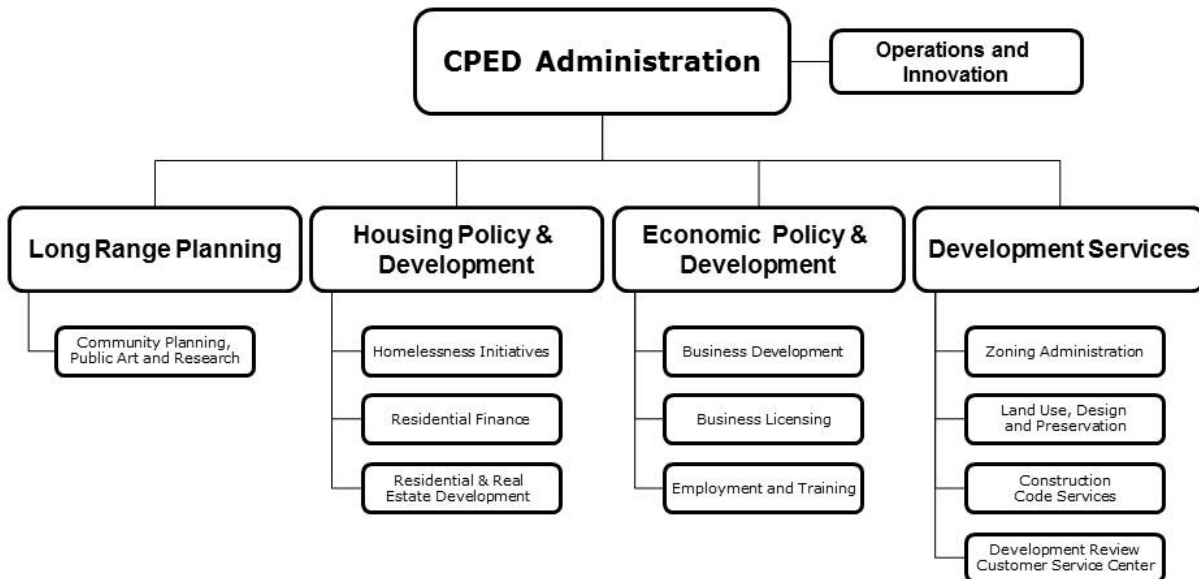 CPED Administration
Operations and
Innovation
Long Range Planning
Housing Policy &
Development
Economic Policy &
Development
Development Services
Community Planning,
Public Art and Research
Homelessness Initiatives
Residential Finance
Residential & Real
Estate Development
Business Development
Business Licensing
Employment and Training
Zoning Administration
Land Use, Design
and Preservation
Construction
Code Services
Development Review
Customer Service Center